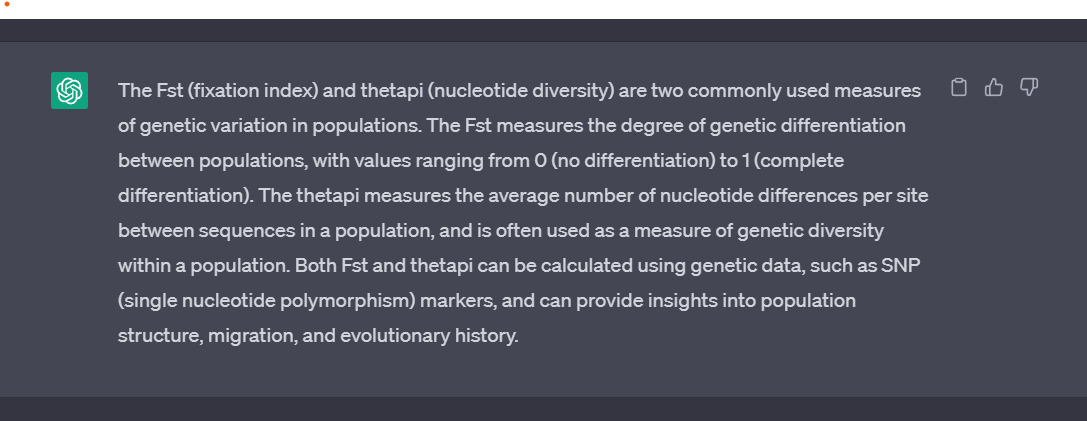 The Fst (fixation index) and thetapi (nucleotide diversity) are two commonly used measures
of genetic variation in populations. The Fst measures the degree of genetic differentiation
between populations, with values ranging from 0 (no differentiation) to 1 (complete
differentiation). The thetapi measures the average number of nucleotide differences per site
between sequences in a population, and is often used as a measure of genetic diversity
within a population. Both Fst and thetapi can be calculated using genetic data, such as SNP
(single nucleotide polymorphism) markers, and can provide insights into population
structure, migration, and evolutionary history.